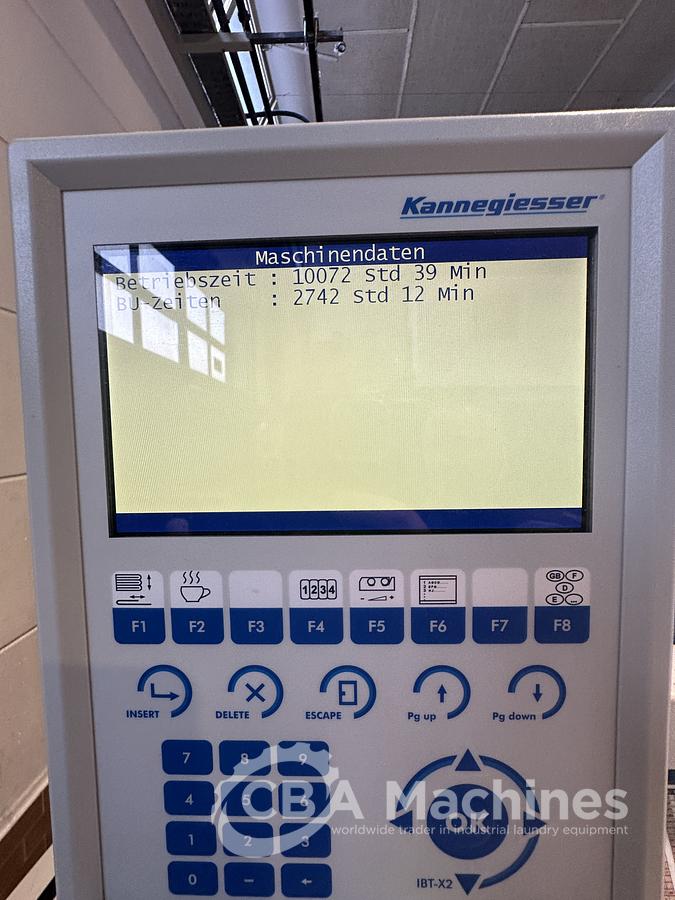 Kannegiesser®
Maschinendaten
Betriebszeit : 10072 Std 39 Min
BU-Zeiten : 2742 Std 12 Min
1234
GB F
D
E ...
F1 F2 F3 F4 F5 F6 F7 F8
INSERT DELETE ESCAPE Pg up Pg down
7 8 9
4 5 6
1 2 3
0 – ←
OK
IBT-X2
CBA Machines
worldwide trader in industrial laundry equipment